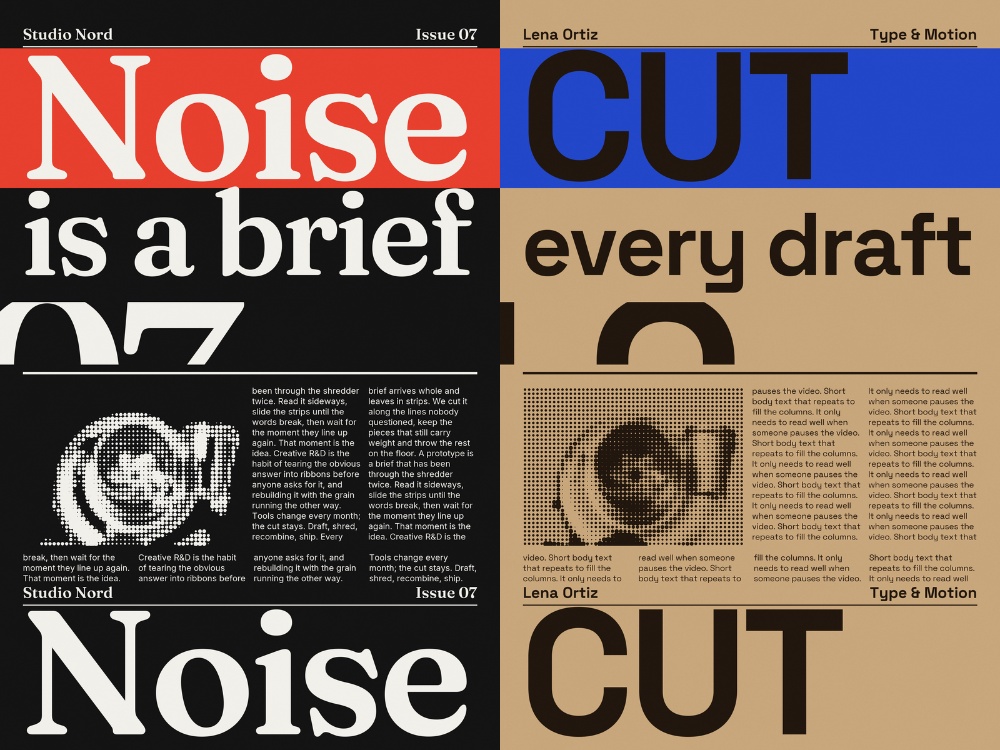 Studio Nord
Issue 07
Noise
is a brief
07
been through the shredder
twice. Read it sideways,
slide the strips until the
words break, then wait for
the moment they line up
again. That moment is the
idea. Creative R&D is the
habit of tearing the obvious
answer into ribbons before
anyone asks for it, and
rebuilding it with the grain
running the other way.
Tools change every month;
the cut stays. Draft, shred,
recombine, ship. Every
brief arrives whole and
leaves in strips. We cut it
along the lines nobody
questioned, keep the
pieces that still carry
weight and throw the rest
on the floor. A prototype is
a brief that has been
through the shredder
twice. Read it sideways,
slide the strips until the
words break, then wait for
the moment they line up
again. That moment is the
idea. Creative R&D is the
break, then wait for the
moment they line up again.
That moment is the idea.
Creative R&D is the habit
of tearing the obvious
answer into ribbons before
anyone asks for it, and
rebuilding it with the grain
running the other way.
Tools change every
month; the cut stays. Draft,
shred, recombine, ship.
Studio Nord
Issue 07
Noise
Lena Ortiz
Type & Motion
CUT
every draft
pauses the video. Short
body text that repeats to
fill the columns. It only
needs to read well when
someone pauses the video.
Short body text that
repeats to fill the columns.
It only needs to read well
when someone pauses the
video. Short body text that
repeats to fill the columns.
It only needs to read well
when someone pauses the
video. Short body text that
repeats to fill the columns.
It only needs to read well
when someone pauses the
video. Short body text that
repeats to fill the columns.
It only needs to read well
when someone pauses the
video. Short body text that
repeats to fill the columns.
It only needs to read well
when someone pauses the
video. Short body text that
repeats to fill the columns.
It only needs to read well
when someone pauses the
video. Short body text that
video. Short body text
that repeats to fill the
columns. It only needs to
read well when someone
pauses the video. Short
body text that repeats to
fill the columns. It only
needs to read well when
someone pauses the video.
Short body text that
repeats to fill the
columns. It only needs to read well
Lena Ortiz
Type & Motion
CUT